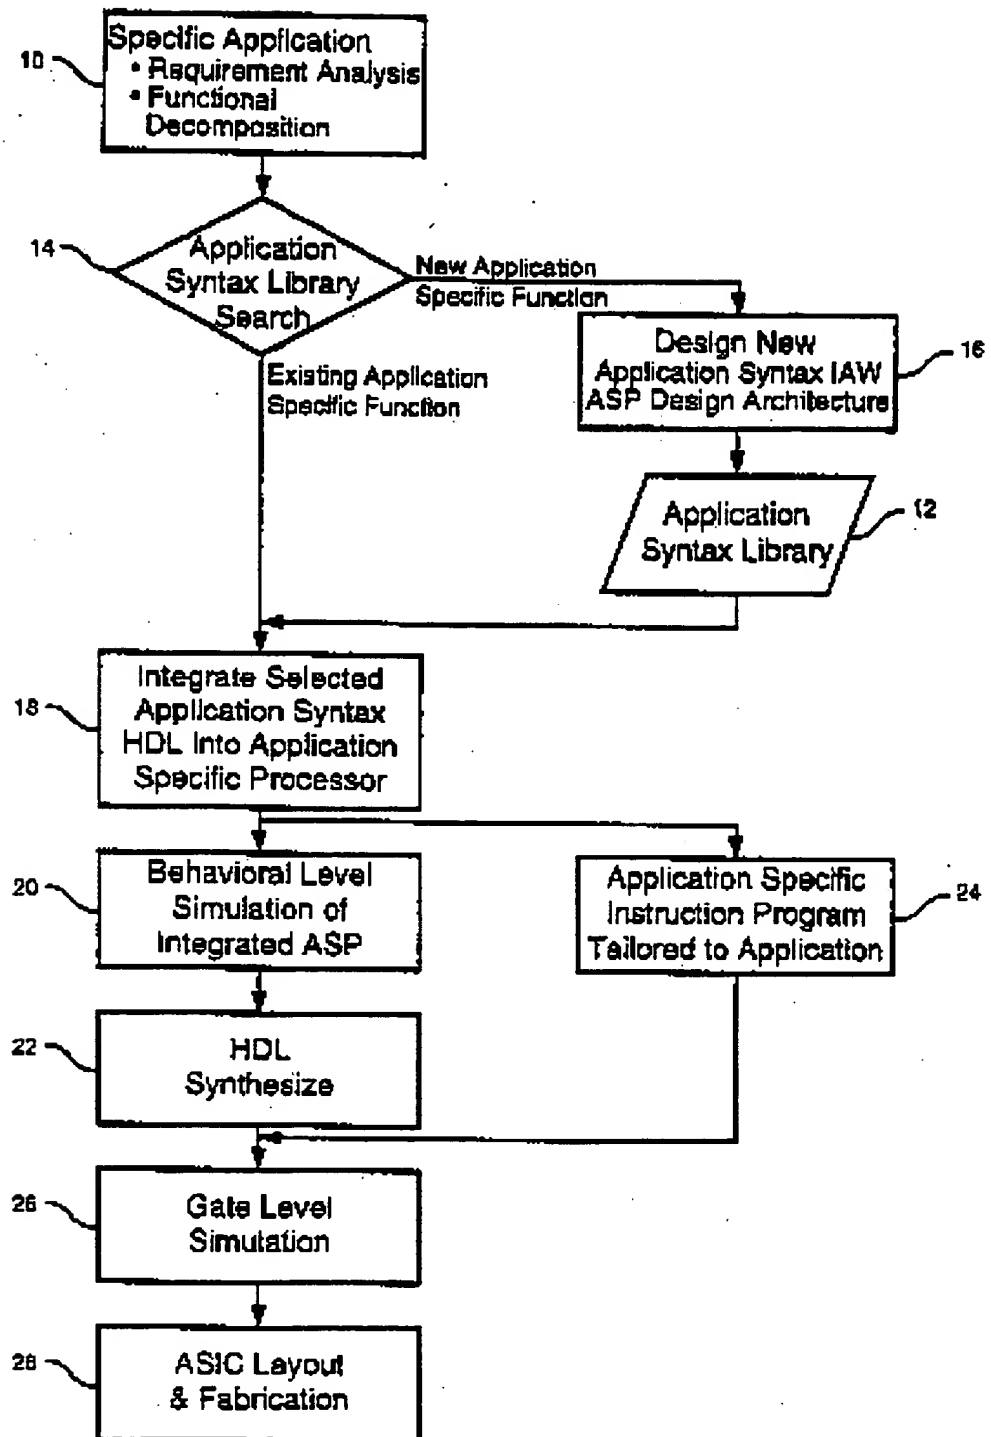 10
Specific Application
• Requirement Analysis
• Functional
Decomposition
14
Application
Syntax Library
Search
New Application
Specific Function
Existing Application
Specific Function
Design New
Application Syntax IAW
ASP Design Architecture
16
Application
Syntax Library
12
18
Integrate Selected
Application Syntax
HDL Into Application
Specific Processor
20
Behavioral Level
Simulation of
Integrated ASP
Application Specific
Instruction Program
Tailored to Application
24
22
HDL
Synthesize
26
Gate Level
Simulation
28
ASIC Layout
& Fabrication